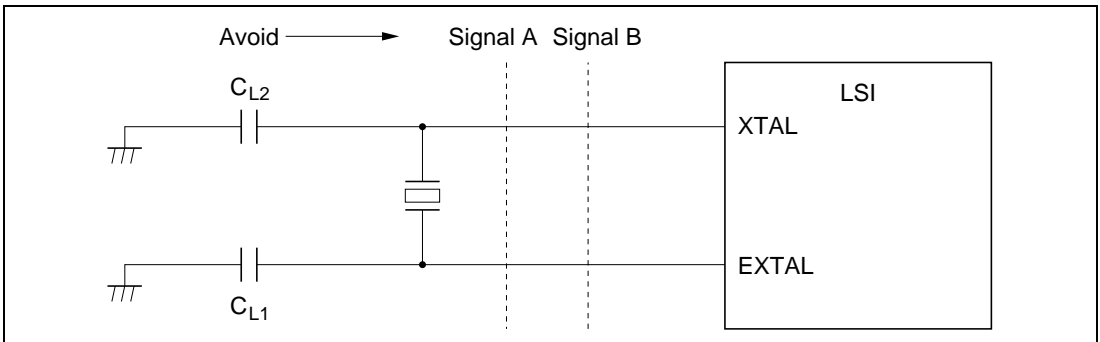 Avoid
Signal A Signal B
CL2
LSI
XTAL
EXTAL
CL1